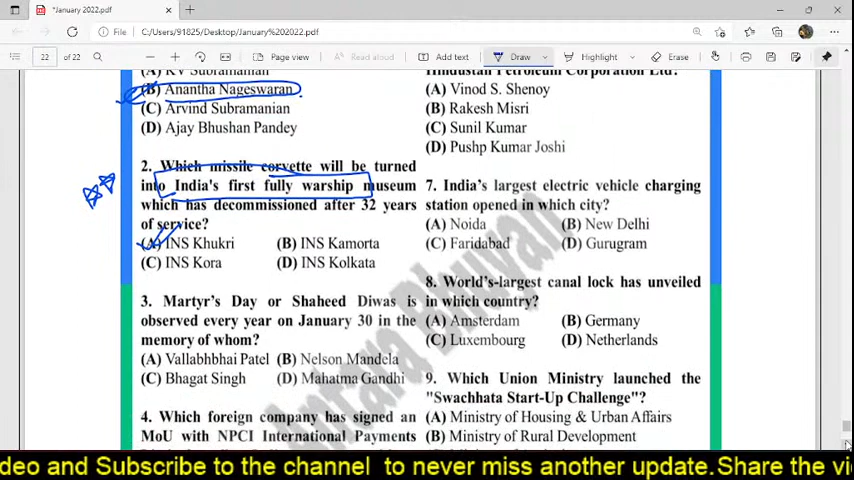 January 2022.pdf
File
C:/Users/91825/Desktop/January%202022.pdf
22 of 22
Page view
Read aloud
Add text
Draw
Highlight
Erase
(A) KV Subramanian
(B) Anantha Nageswaran
(C) Arvind Subramanian
(D) Ajay Bhushan Pandey
2. Which missile corvette will be turned
into India's first fully warship museum
which has decommissioned after 32 years
of service?
(A) INS Khukri (B) INS Kamorta
(C) INS Kora (D) INS Kolkata
3. Martyr's Day or Shaheed Diwas is
observed every year on January 30 in the
memory of whom?
(A) Vallabhbhai Patel (B) Nelson Mandela
(C) Bhagat Singh (D) Mahatma Gandhi
4. Which foreign company has signed an
MoU with NPCI International Payments
Hindustan Petroleum Corporation Ltd?
(A) Vinod S. Shenoy
(B) Rakesh Misri
(C) Sunil Kumar
(D) Pushp Kumar Joshi
7. India's largest electric vehicle charging
station opened in which city?
(A) Noida (B) New Delhi
(C) Faridabad (D) Gurugram
8. World's-largest canal lock has unveiled
in which country?
(A) Amsterdam (B) Germany
(C) Luxembourg (D) Netherlands
9. Which Union Ministry launched the
"Swachhata Start-Up Challenge"?
(A) Ministry of Housing & Urban Affairs
(B) Ministry of Rural Development
Antara Bhuyan
deo and Subscribe to the channel to never miss another update.Share the vi